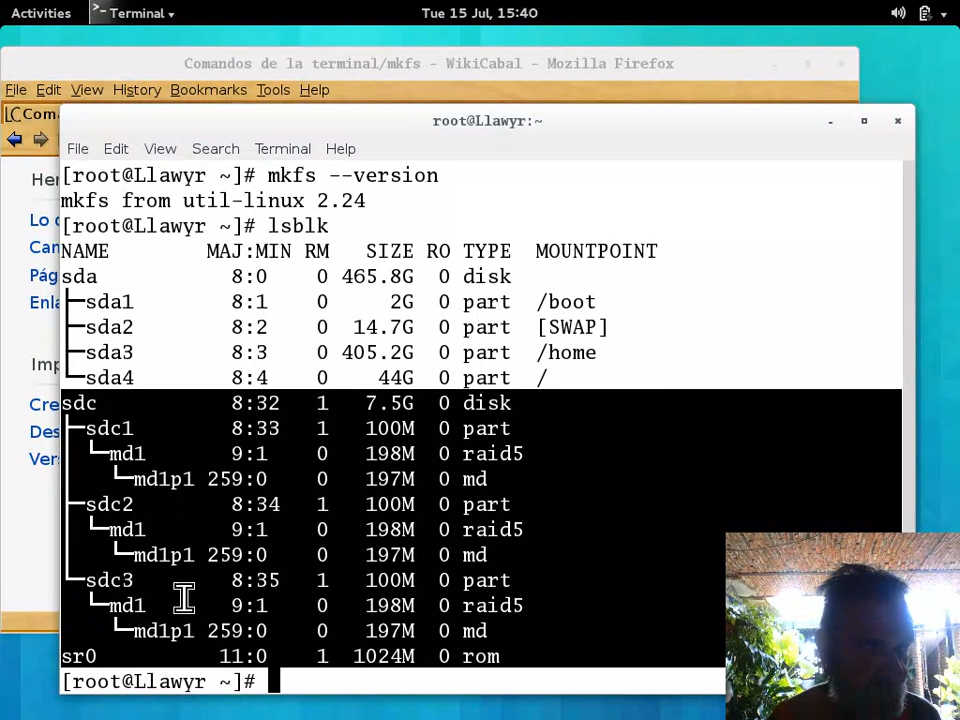 Activities
Terminal
Tue 15 Jul, 15:40
Comandos de la terminal/mkfs - WikiCabal - Mozilla Firefox
File Edit View History Bookmarks Tools Help
root@Llawyr:~
File Edit View Search Terminal Help
Lo
Enla
Imp
Cre
Des
Vers
[root@Llawyr ~]# mkfs --version
mkfs from util-linux 2.24
[root@Llawyr ~]# lsblk
NAME MAJ:MIN RM SIZE RO TYPE MOUNTPOINT
sda 8:0 0 465.8G 0 disk
├─sda1 8:1 0 2G 0 part /boot
├─sda2 8:2 0 14.7G 0 part [SWAP]
├─sda3 8:3 0 405.2G 0 part /home
└─sda4 8:4 0 44G 0 part /
sdc 8:32 1 7.5G 0 disk
├─sdc1 8:33 1 100M 0 part
│ └─md1 9:1 0 198M 0 raid5
│ └─md1p1 259:0 0 197M 0 md
├─sdc2 8:34 1 100M 0 part
│ └─md1 9:1 0 198M 0 raid5
│ └─md1p1 259:0 0 197M 0 md
└─sdc3 8:35 1 100M 0 part
└─md1 9:1 0 198M 0 raid5
└─md1p1 259:0 0 197M 0 md
sr0 11:0 1 1024M 0 rom
[root@Llawyr ~]#